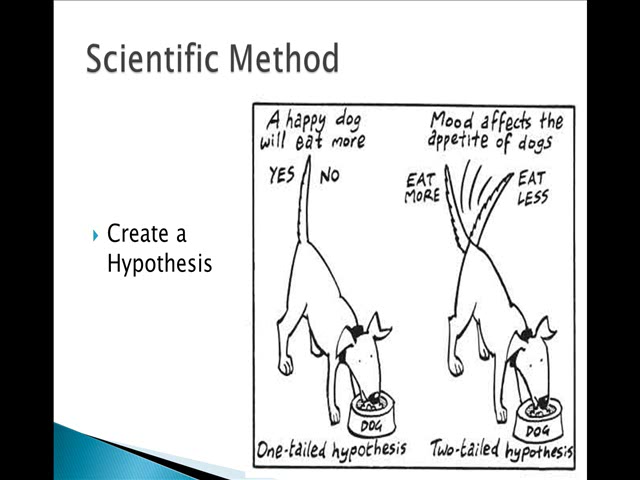 Scientific Method
Create a
Hypothesis
A happy dog
will eat more
YES NO
DOG
One-tailed hypothesis
Mood affects the
appetite of dogs
EAT
MORE
EAT
LESS
DOG
Two-tailed hypothesis